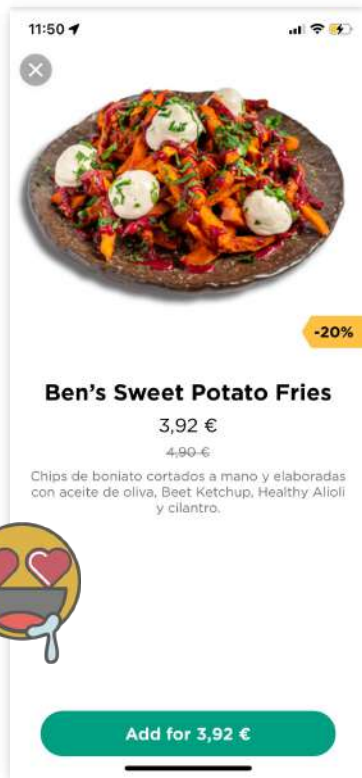 11:50
-20%
Ben's Sweet Potato Fries
3,92 €
4,90 €
Chips de boniato cortados a mano y elaboradas
con aceite de oliva, Beet Ketchup, Healthy Alioli
y cilantro.
Add for 3,92 €